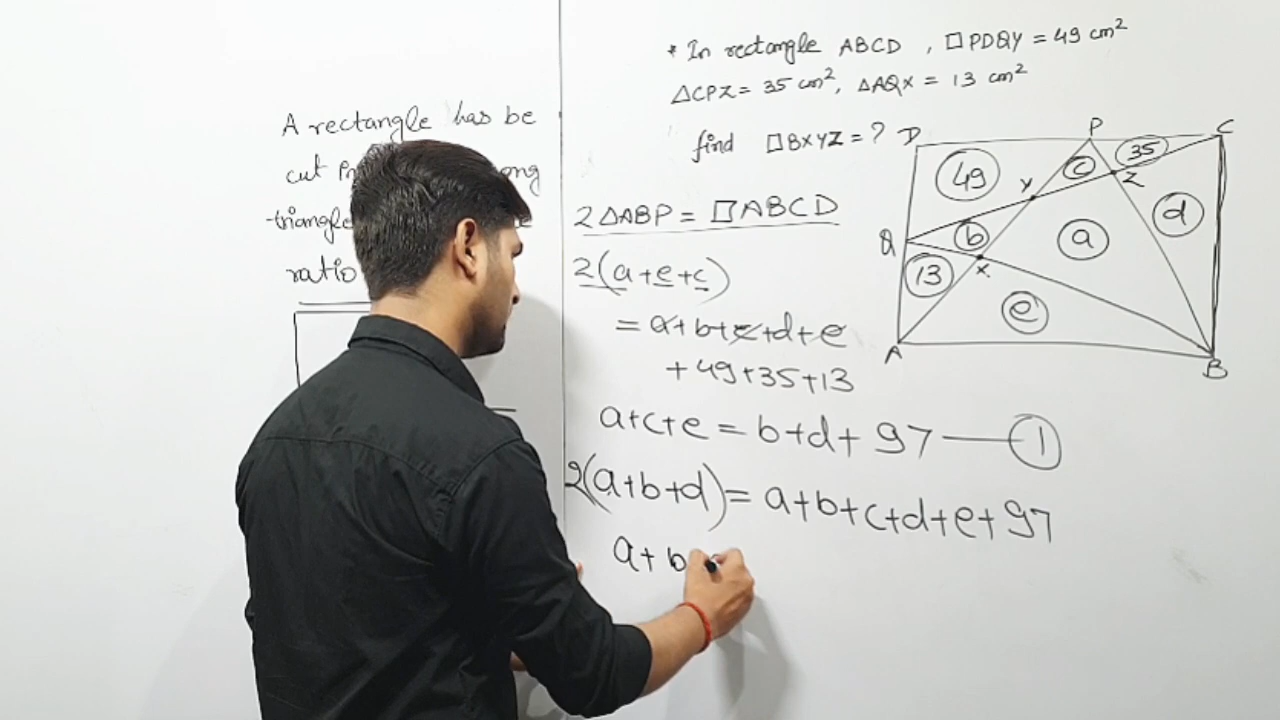 A rectangle has be
cut
triangle
ratio
* In rectangle ABCD, □PDQY = 49 cm²
△CPZ = 35 cm², △AQX = 13 cm²
find □BXYZ = ?
2△ABP = □ABCD
2(a+e+c)
= a+b+c+d+e
+49+35+13
a+c+e = b+d+97 — 1
2(a+b+d) = a+b+c+d+e+97
a+b
D P C
49 Y c 35 Z
Q b a d
13 X e
A B